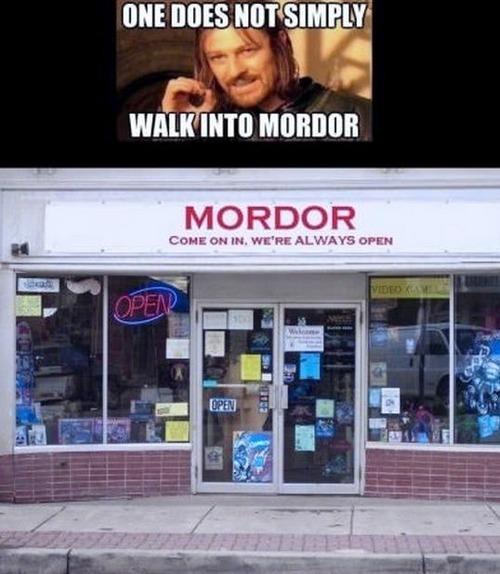 ONE DOES NOT SIMPLY
WALK INTO MORDOR
MORDOR
COME ON IN, WE'RE ALWAYS OPEN
OPEN
VIDEO GAMES
Welcome
OPEN